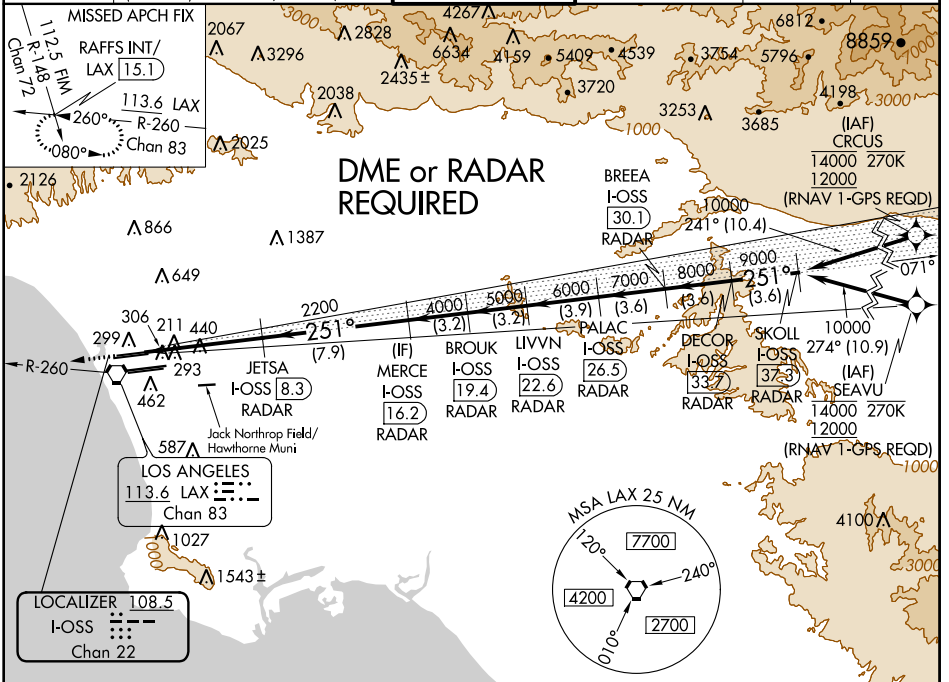 MISSED APCH FIX
112.5 FIM
R-148
Chan 72
RAFFS INT/
LAX 15.1
113.6 LAX
R-260
Chan 83
260°
080°
2067
3296
2828
2435±
4267
6634
4159
5409
4539
3720
3754
5796
6812
8859
4198
3000
3000
3253
3685
1000
2038
2025
2126
866
1387
649
DME or RADAR
REQUIRED
BREEA
I-OSS
30.1
RADAR
(IAF)
CRCUS
14000 270K
12000
(RNAV 1-GPS REQD)
10000
241° (10.4)
071°
10000
274° (10.9)
(IAF)
SEAVU
14000 270K
12000
(RNAV 1-GPS REQD)
2200
251°
(7.9)
4000
(3.2)
5000
(3.2)
6000
(3.9)
7000
(3.6)
8000
(3.6)
9000
251°
(3.6)
306
299
211
440
293
462
R-260
JETSA
I-OSS 8.3
RADAR
(IF)
MERCE
I-OSS
16.2
RADAR
BROUK
I-OSS
19.4
RADAR
LIVVN
I-OSS
22.6
RADAR
PALAC
I-OSS
26.5
RADAR
DECOR
I-OSS
33.7
RADAR
SKOLL
I-OSS
37.3
RADAR
Jack Northrop Field/
Hawthorne Muni
587
LOS ANGELES
113.6 LAX
Chan 83
1027
1543±
1000
LOCALIZER 108.5
I-OSS
Chan 22
MSA LAX 25 NM
120°
7700
240°
4200
2700
010°
4100
1000